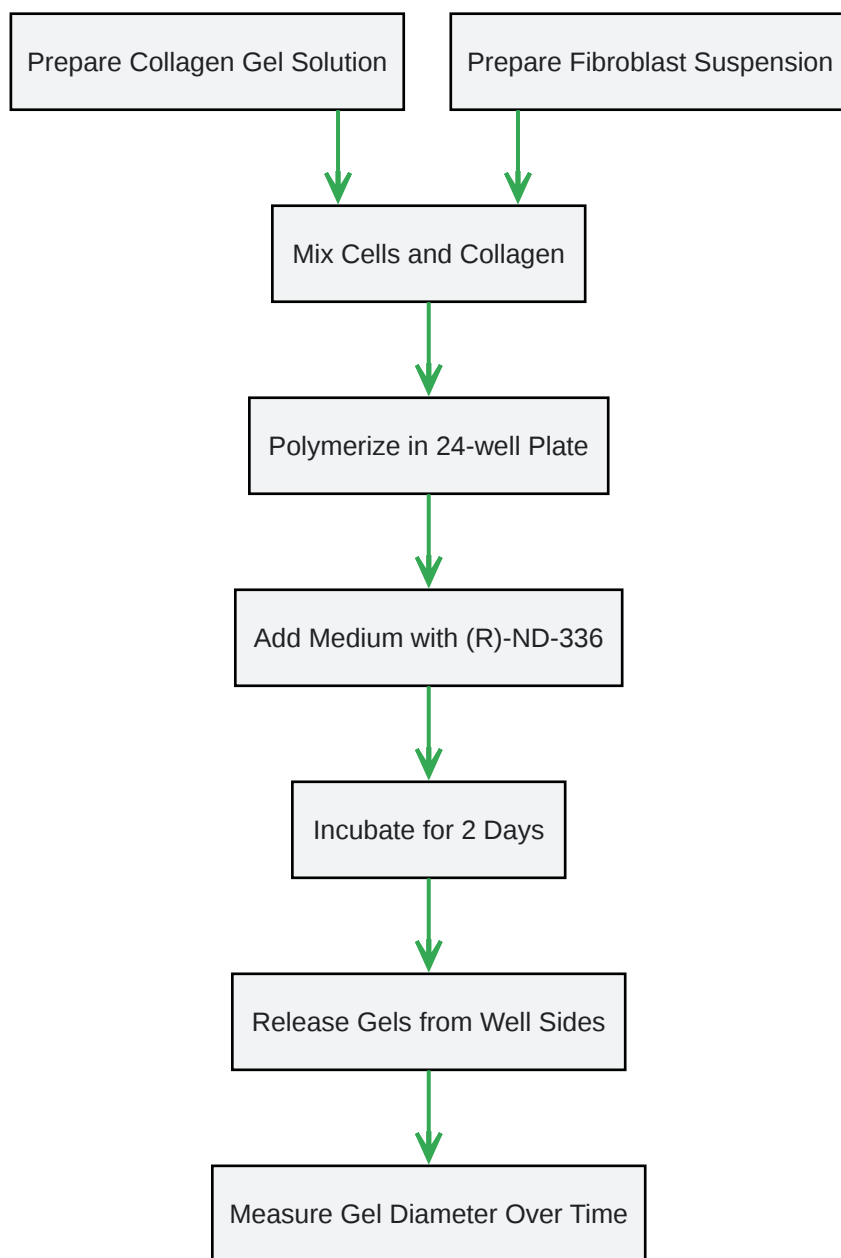 Prepare Collagen Gel Solution
Prepare Fibroblast Suspension
Mix Cells and Collagen
Polymerize in 24-well Plate
Add Medium with (R)-ND-336
Incubate for 2 Days
Release Gels from Well Sides
Measure Gel Diameter Over Time